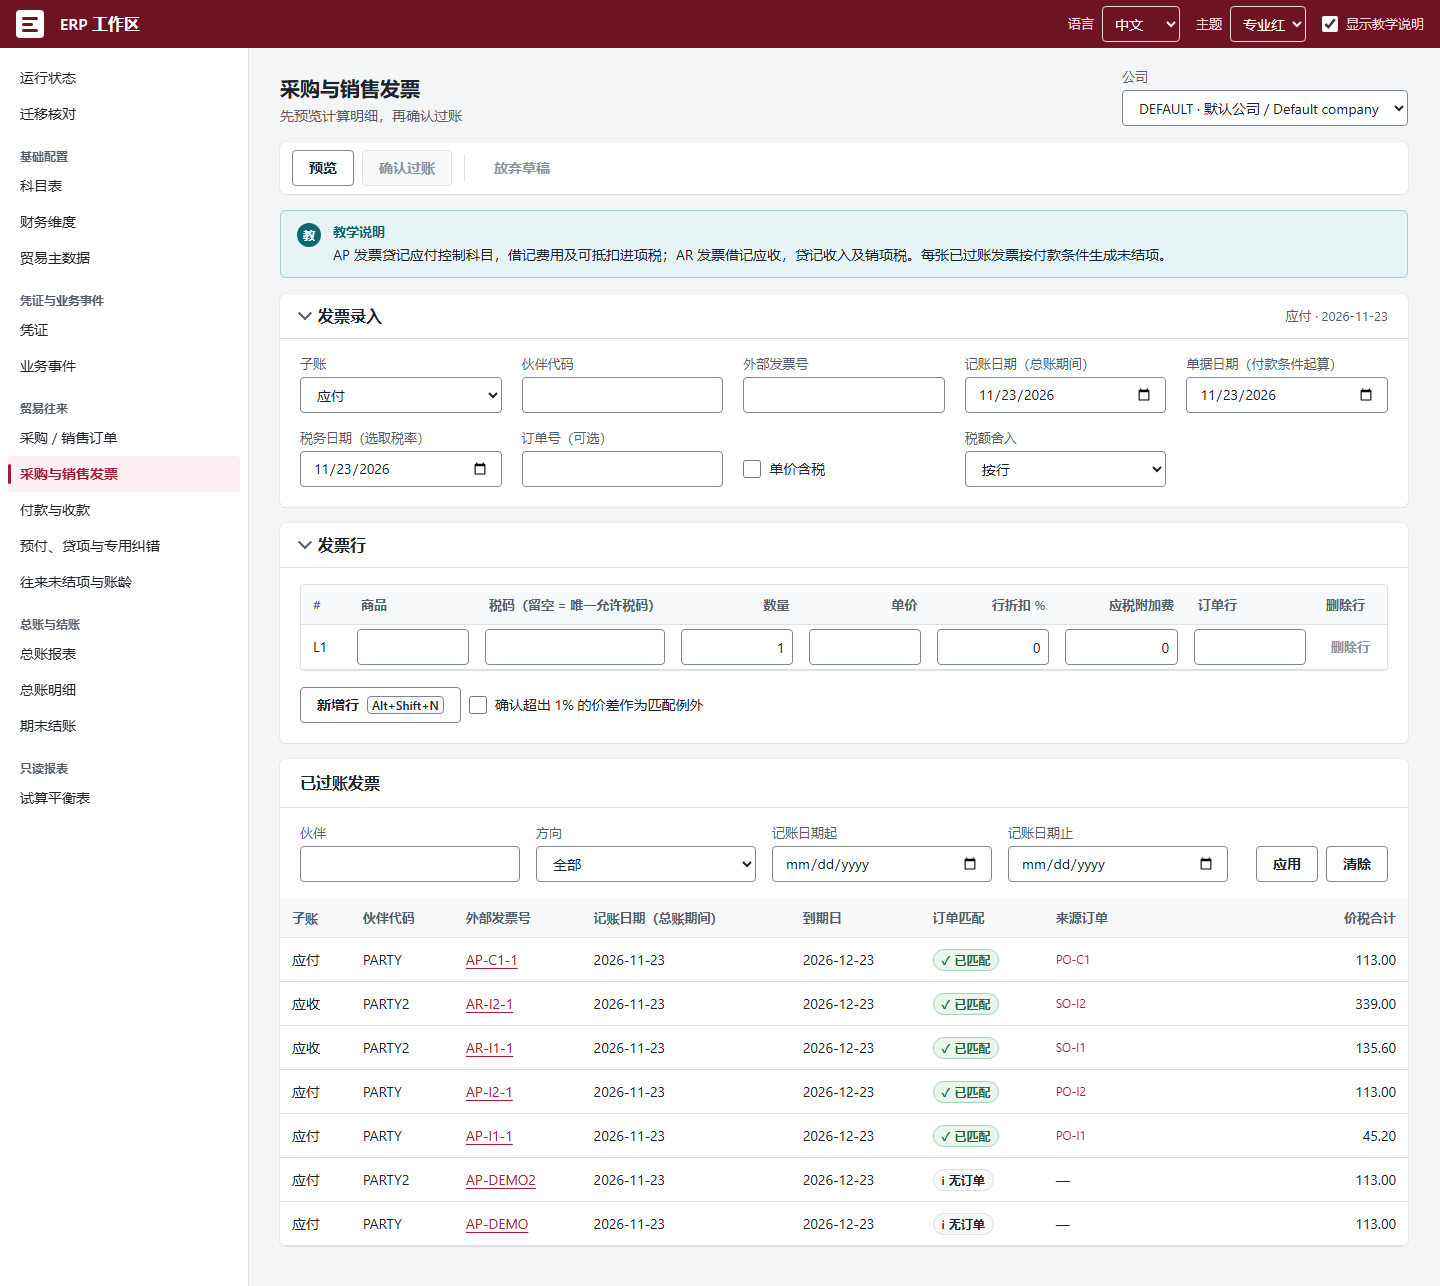 ERP 工作区
语言 中文 主题 专业红 显示教学说明
运行状态
迁移核对
基础配置
科目表
财务维度
贸易主数据
凭证与业务事件
凭证
业务事件
贸易往来
采购 / 销售订单
采购与销售发票
付款与收款
预付、贷项与专用纠错
往来未结项与账龄
总账与结账
总账报表
总账明细
期末结账
只读报表
试算平衡表
采购与销售发票
先预览计算明细，再确认过账
公司
DEFAULT · 默认公司 / Default company
预览 确认过账 放弃草稿
教 教学说明
AP 发票贷记应付控制科目，借记费用及可抵扣进项税；AR 发票借记应收，贷记收入及销项税。每张已过账发票按付款条件生成未结项。
发票录入 应付 · 2026-11-23
子账 伙伴代码 外部发票号 记账日期（总账期间） 单据日期（付款条件起算）
应付 11/23/2026 11/23/2026
税务日期（选取税率） 订单号（可选） 税额舍入
11/23/2026 单价含税 按行
发票行
# 商品 税码（留空 = 唯一允许税码） 数量 单价 行折扣 % 应税附加费 订单行 删除行
L1 1 0 0 删除行
新增行 Alt+Shift+N 确认超出 1% 的价差作为匹配例外
已过账发票
伙伴 方向 记账日期起 记账日期止
全部 mm/dd/yyyy mm/dd/yyyy 应用 清除
子账 伙伴代码 外部发票号 记账日期（总账期间） 到期日 订单匹配 来源订单 价税合计
应付 PARTY AP-C1-1 2026-11-23 2026-12-23 ✓ 已匹配 PO-C1 113.00
应收 PARTY2 AR-I2-1 2026-11-23 2026-12-23 ✓ 已匹配 SO-I2 339.00
应收 PARTY2 AR-I1-1 2026-11-23 2026-12-23 ✓ 已匹配 SO-I1 135.60
应付 PARTY AP-I2-1 2026-11-23 2026-12-23 ✓ 已匹配 PO-I2 113.00
应付 PARTY AP-I1-1 2026-11-23 2026-12-23 ✓ 已匹配 PO-I1 45.20
应付 PARTY2 AP-DEMO2 2026-11-23 2026-12-23 i 无订单 — 113.00
应付 PARTY AP-DEMO 2026-11-23 2026-12-23 i 无订单 — 113.00